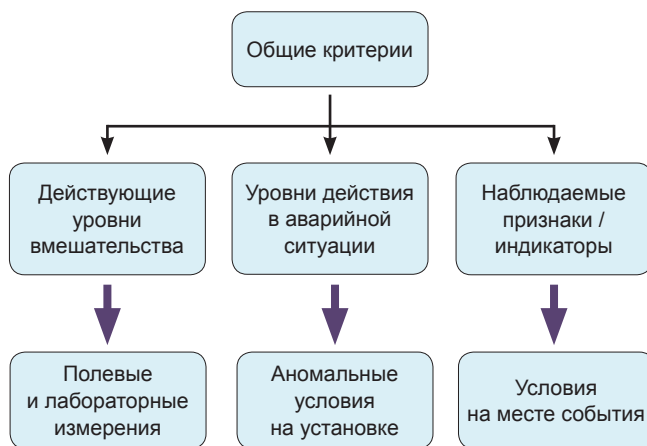 Общие критерии
Действующие
уровни
вмешательства
Уровни действия
в аварийной
ситуации
Наблюдаемые
признаки /
индикаторы
Полевые
и лабораторные
измерения
Аномальные
условия
на установке
Условия
на месте события